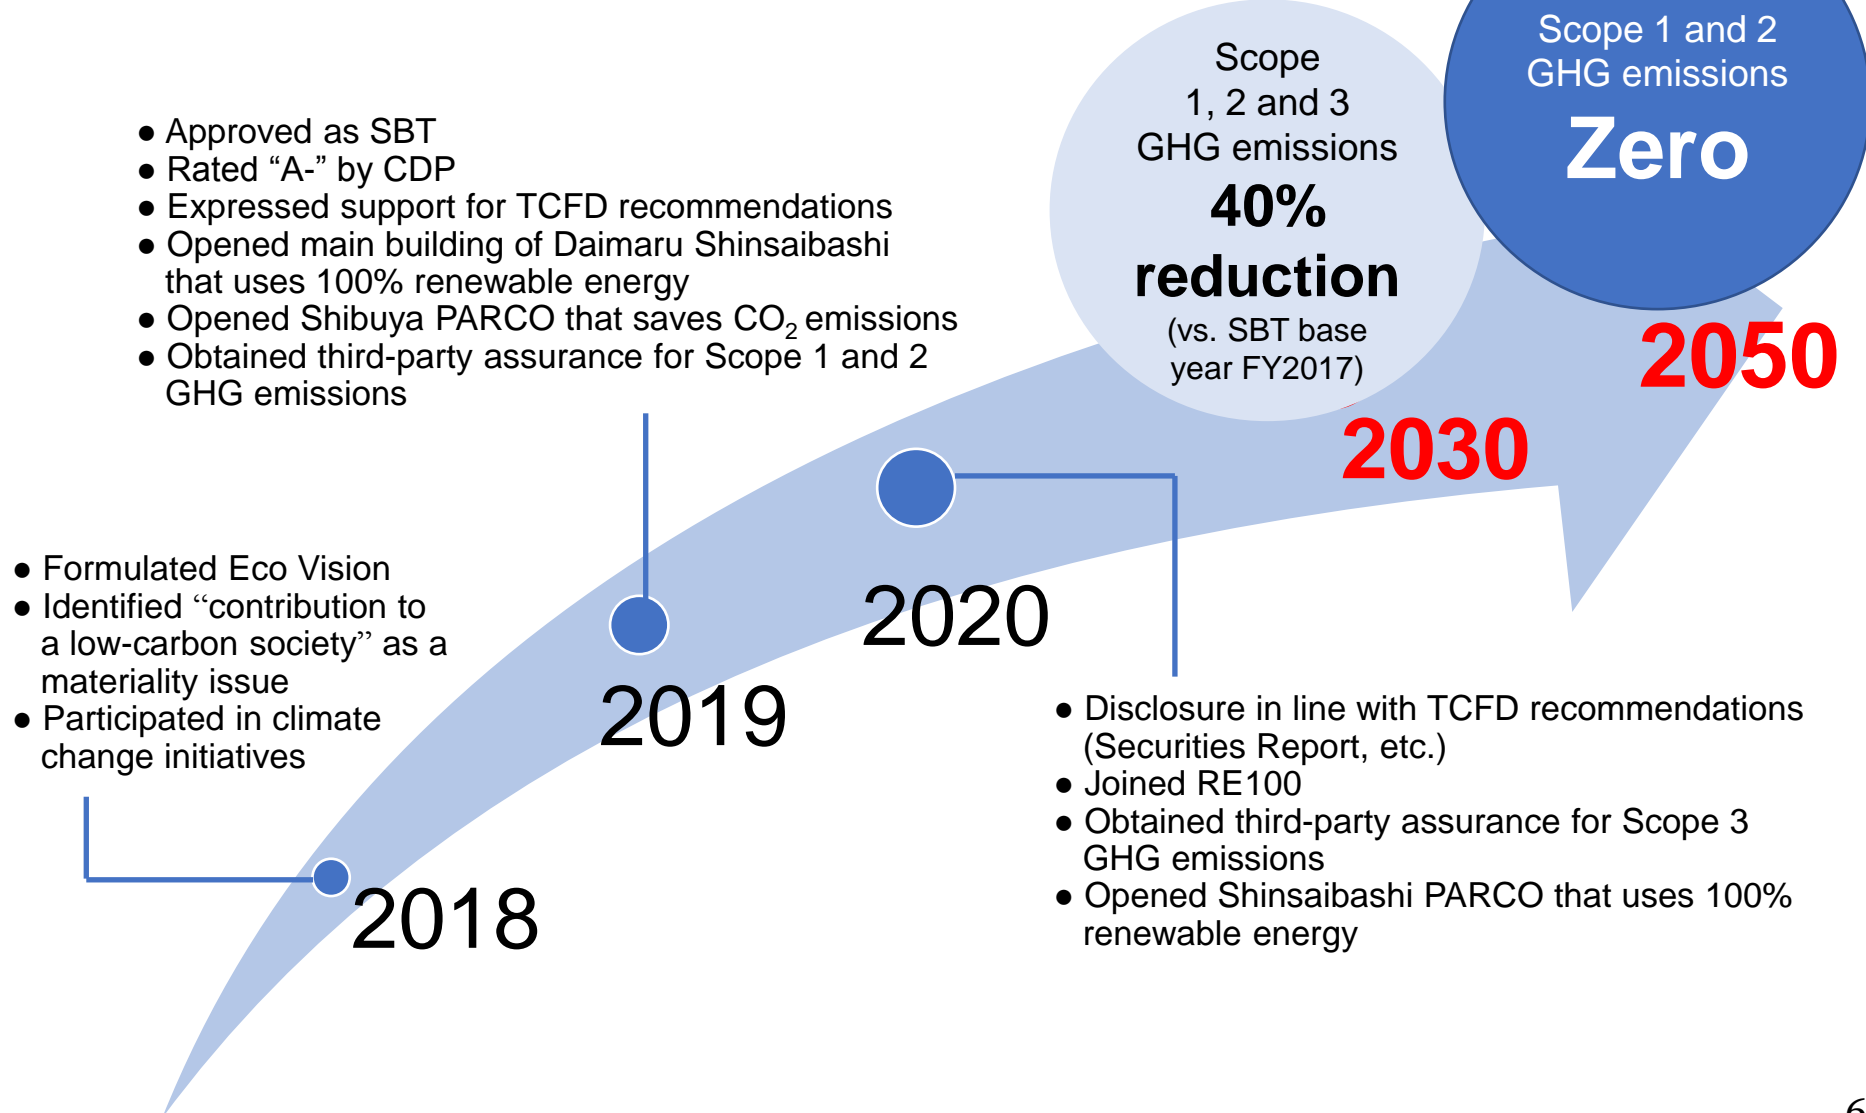 Scope 1 and 2
GHG emissions
Zero
2050
Scope
1, 2 and 3
GHG emissions
40%
reduction
(vs. SBT base
year FY2017)
2030
● Approved as SBT
● Rated “A-” by CDP
● Expressed support for TCFD recommendations
● Opened main building of Daimaru Shinsaibashi
that uses 100% renewable energy
● Opened Shibuya PARCO that saves CO₂ emissions
● Obtained third-party assurance for Scope 1 and 2
GHG emissions
2019
● Formulated Eco Vision
● Identified “contribution to
a low-carbon society” as a
materiality issue
● Participated in climate
change initiatives
2018
2020
● Disclosure in line with TCFD recommendations
(Securities Report, etc.)
● Joined RE100
● Obtained third-party assurance for Scope 3
GHG emissions
● Opened Shinsaibashi PARCO that uses 100%
renewable energy